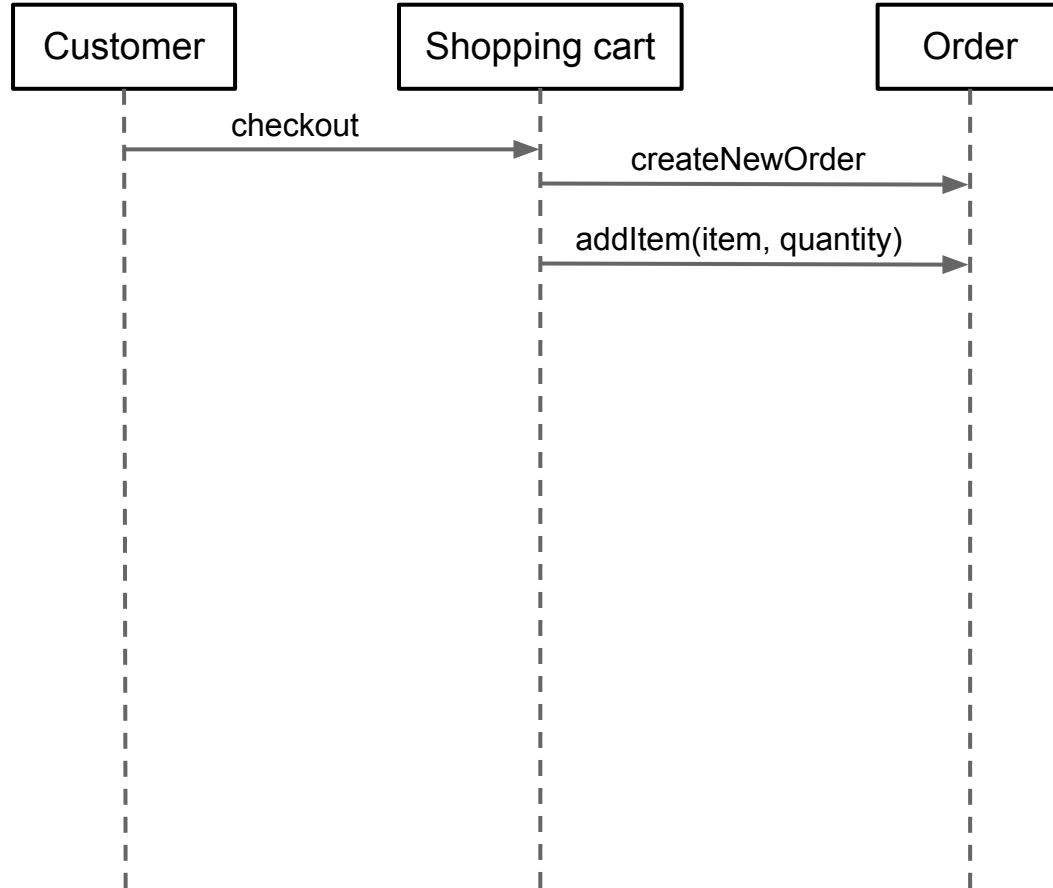 Customer
Shopping cart
Order
checkout
createNewOrder
addItem(item, quantity)